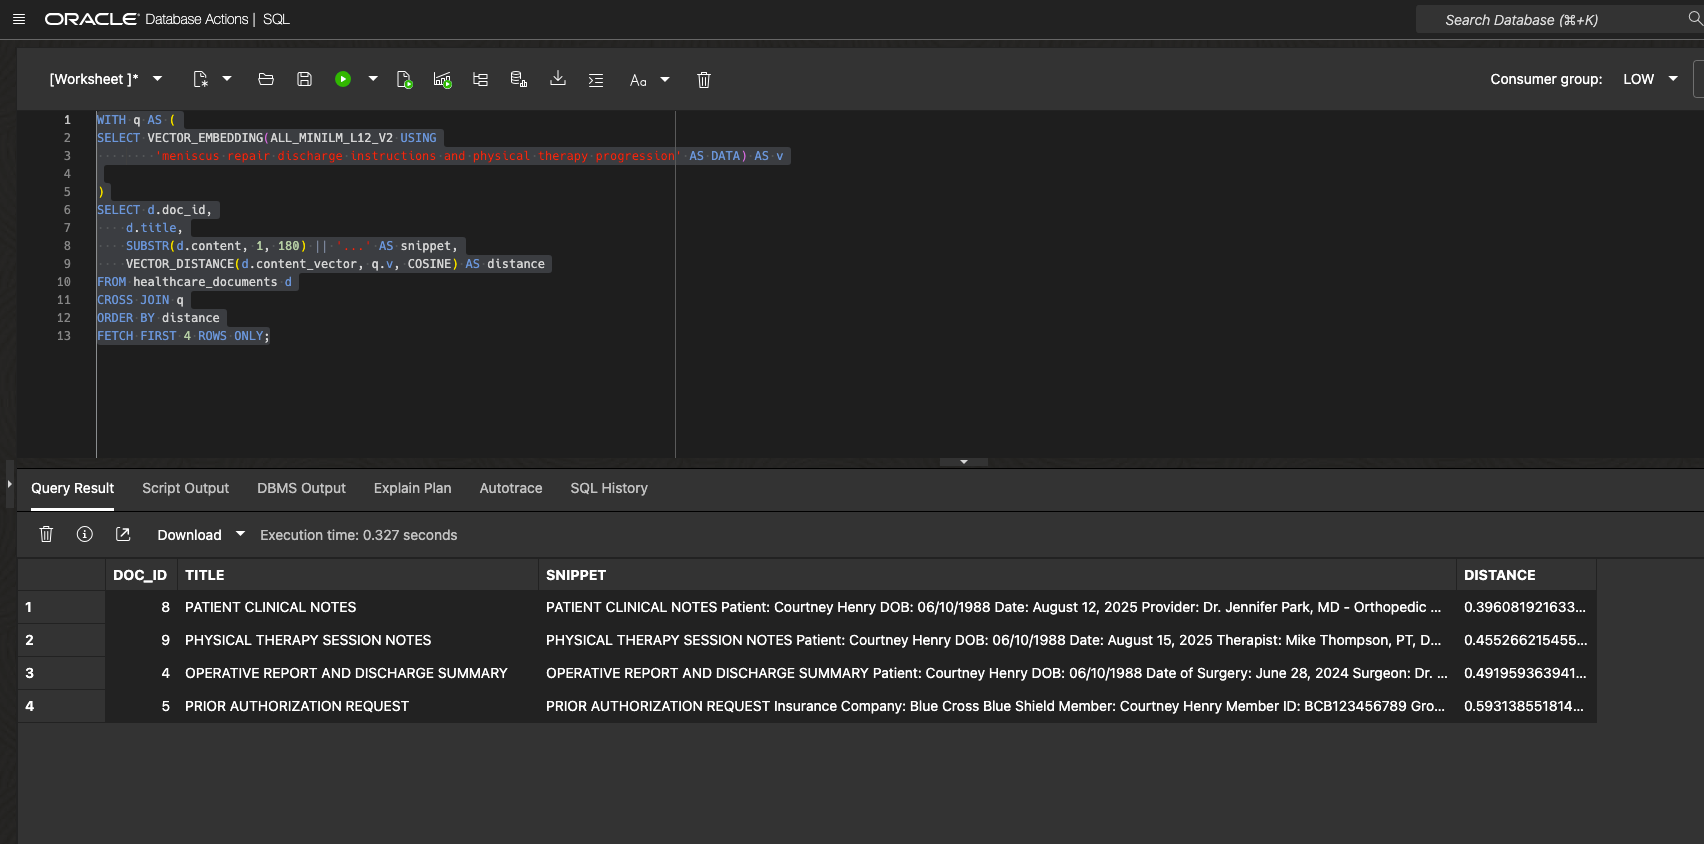 ORACLE Database Actions | SQL
Search Database (⌘+K)
[Worksheet ]*
Aa
Consumer group: LOW
1 WITH q AS (
2 SELECT VECTOR_EMBEDDING(ALL_MINILM_L12_V2 USING
3 'meniscus repair discharge instructions and physical therapy progression' AS DATA) AS v
4
5 )
6 SELECT d.doc_id,
7 d.title,
8 SUBSTR(d.content, 1, 180) || '...' AS snippet,
9 VECTOR_DISTANCE(d.content_vector, q.v, COSINE) AS distance
10 FROM healthcare_documents d
11 CROSS JOIN q
12 ORDER BY distance
13 FETCH FIRST 4 ROWS ONLY;
Query Result Script Output DBMS Output Explain Plan Autotrace SQL History
Download Execution time: 0.327 seconds
DOC_ID TITLE SNIPPET DISTANCE
1 8 PATIENT CLINICAL NOTES PATIENT CLINICAL NOTES Patient: Courtney Henry DOB: 06/10/1988 Date: August 12, 2025 Provider: Dr. Jennifer Park, MD - Orthopedic ... 0.396081921633...
2 9 PHYSICAL THERAPY SESSION NOTES PHYSICAL THERAPY SESSION NOTES Patient: Courtney Henry DOB: 06/10/1988 Date: August 15, 2025 Therapist: Mike Thompson, PT, D... 0.455266215455...
3 4 OPERATIVE REPORT AND DISCHARGE SUMMARY OPERATIVE REPORT AND DISCHARGE SUMMARY Patient: Courtney Henry DOB: 06/10/1988 Date of Surgery: June 28, 2024 Surgeon: Dr. ... 0.491959363941...
4 5 PRIOR AUTHORIZATION REQUEST PRIOR AUTHORIZATION REQUEST Insurance Company: Blue Cross Blue Shield Member: Courtney Henry Member ID: BCB123456789 Gro... 0.593138551814...